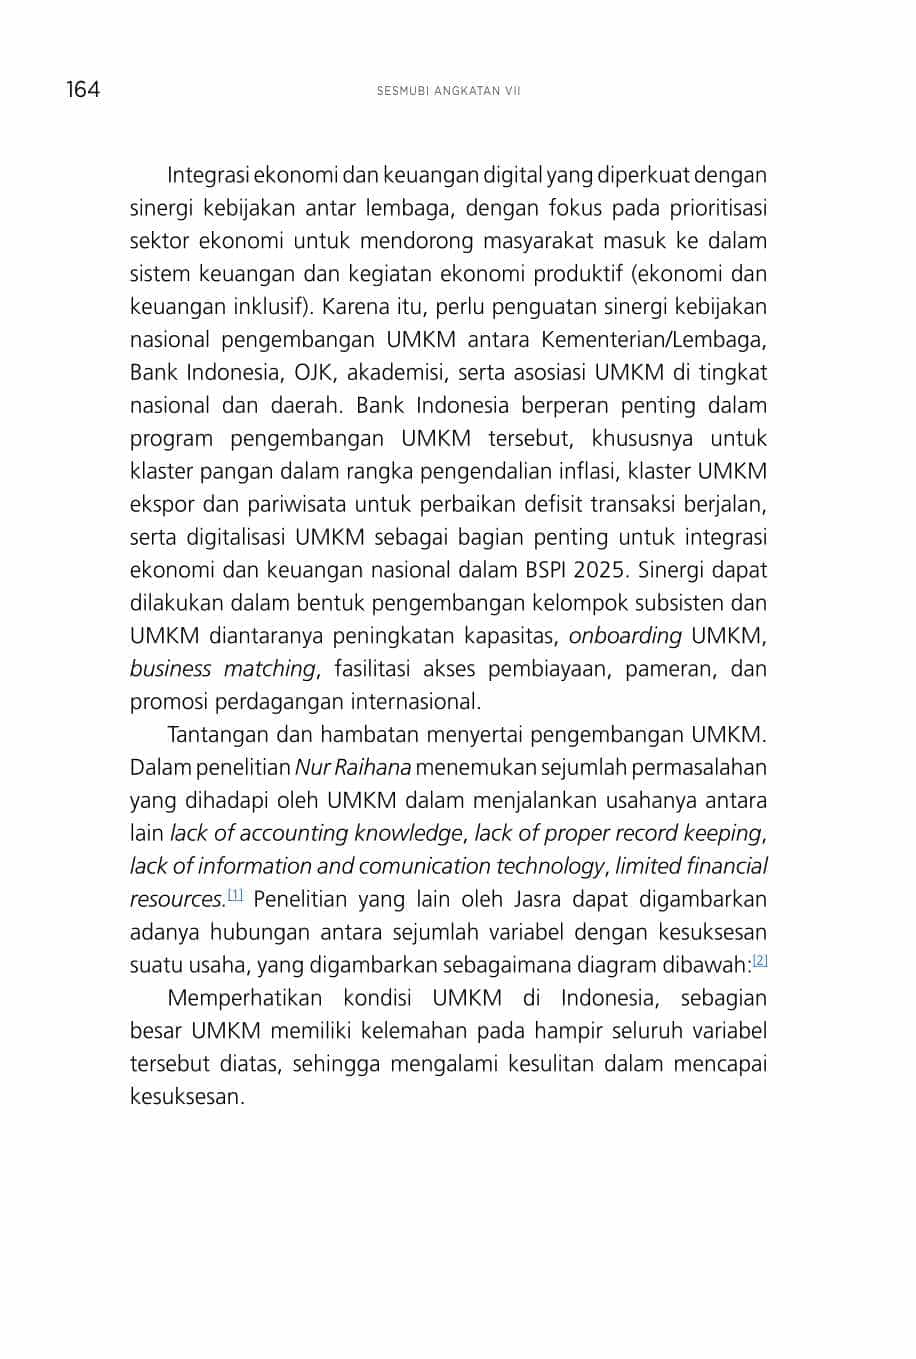 164
SESMUBI ANGKATAN VII
Integrasi ekonomi dan keuangan digital yang diperkuat dengan
sinergi kebijakan antar lembaga, dengan fokus pada prioritisasi
sektor ekonomi untuk mendorong masyarakat masuk ke dalam
sistem keuangan dan kegiatan ekonomi produktif (ekonomi dan
keuangan inklusif). Karena itu, perlu penguatan sinergi kebijakan
nasional pengembangan UMKM antara Kementerian/Lembaga,
Bank Indonesia, OJK, akademisi, serta asosiasi UMKM di tingkat
nasional dan daerah. Bank Indonesia berperan penting dalam
program pengembangan UMKM tersebut, khususnya untuk
klaster pangan dalam rangka pengendalian inflasi, klaster UMKM
ekspor dan pariwisata untuk perbaikan defisit transaksi berjalan,
serta digitalisasi UMKM sebagai bagian penting untuk integrasi
ekonomi dan keuangan nasional dalam BSPI 2025. Sinergi dapat
dilakukan dalam bentuk pengembangan kelompok subsisten dan
UMKM diantaranya peningkatan kapasitas, onboarding UMKM,
business matching, fasilitasi akses pembiayaan, pameran, dan
promosi perdagangan internasional.
Tantangan dan hambatan menyertai pengembangan UMKM.
Dalam penelitian Nur Raihana menemukan sejumlah permasalahan
yang dihadapi oleh UMKM dalam menjalankan usahanya antara
lain lack of accounting knowledge, lack of proper record keeping,
lack of information and comunication technology, limited financial
resources.[1] Penelitian yang lain oleh Jasra dapat digambarkan
adanya hubungan antara sejumlah variabel dengan kesuksesan
suatu usaha, yang digambarkan sebagaimana diagram dibawah:[2]
Memperhatikan kondisi UMKM di Indonesia, sebagian
besar UMKM memiliki kelemahan pada hampir seluruh variabel
tersebut diatas, sehingga mengalami kesulitan dalam mencapai
kesuksesan.